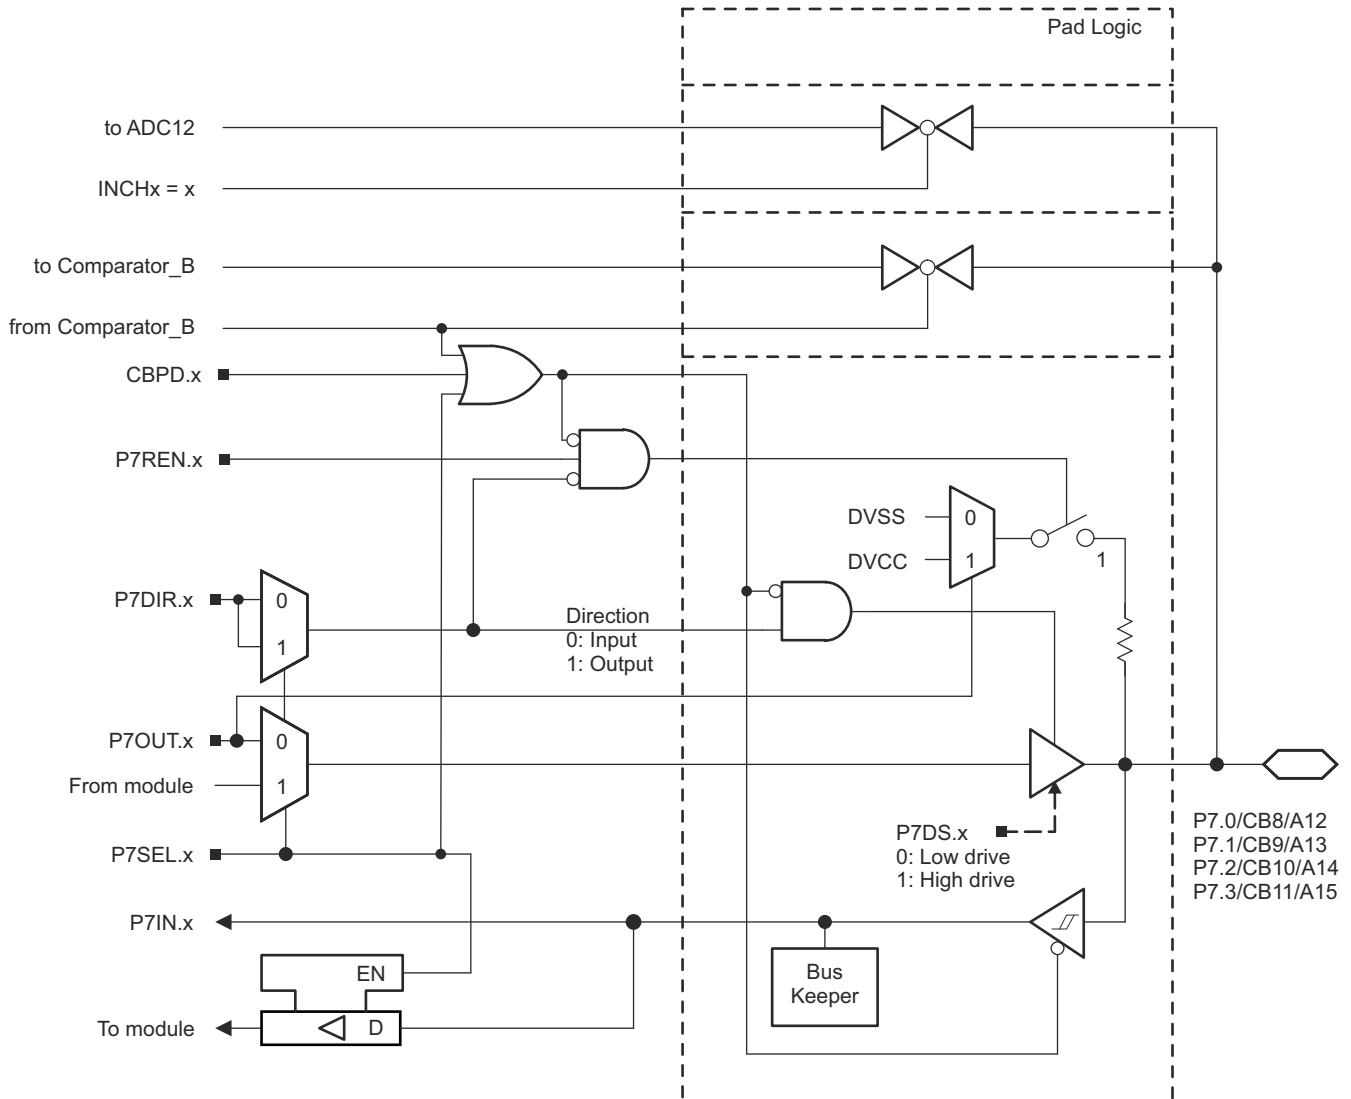 Pad Logic
to ADC12
INCHx = x
to Comparator_B
from Comparator_B
CBPD.x
P7REN.x
DVSS
0
DVCC
1
1
P7DIR.x
0
1
Direction
0: Input
1: Output
P7OUT.x
0
From module
1
P7SEL.x
P7DS.x
0: Low drive
1: High drive
P7.0/CB8/A12
P7.1/CB9/A13
P7.2/CB10/A14
P7.3/CB11/A15
P7IN.x
EN
Bus
Keeper
To module
D